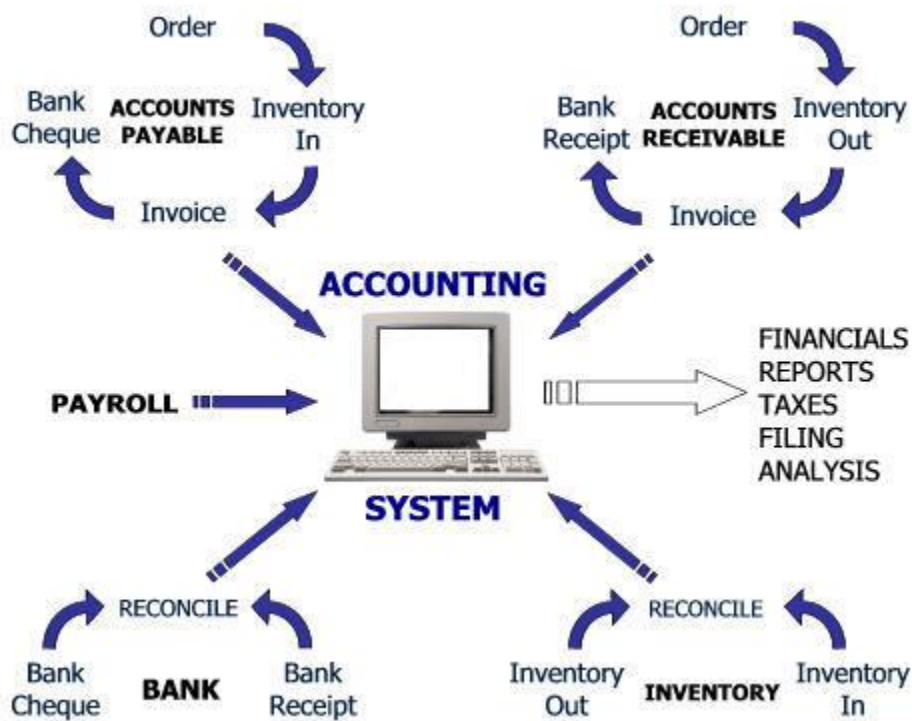 Order
Bank
Cheque
ACCOUNTS
PAYABLE
Inventory
In
Invoice
Order
Bank
Receipt
ACCOUNTS
RECEIVABLE
Inventory
Out
Invoice
ACCOUNTING
PAYROLL
SYSTEM
FINANCIALS
REPORTS
TAXES
FILING
ANALYSIS
RECONCILE
Bank
Cheque
BANK
Bank
Receipt
RECONCILE
Inventory
Out
INVENTORY
Inventory
In